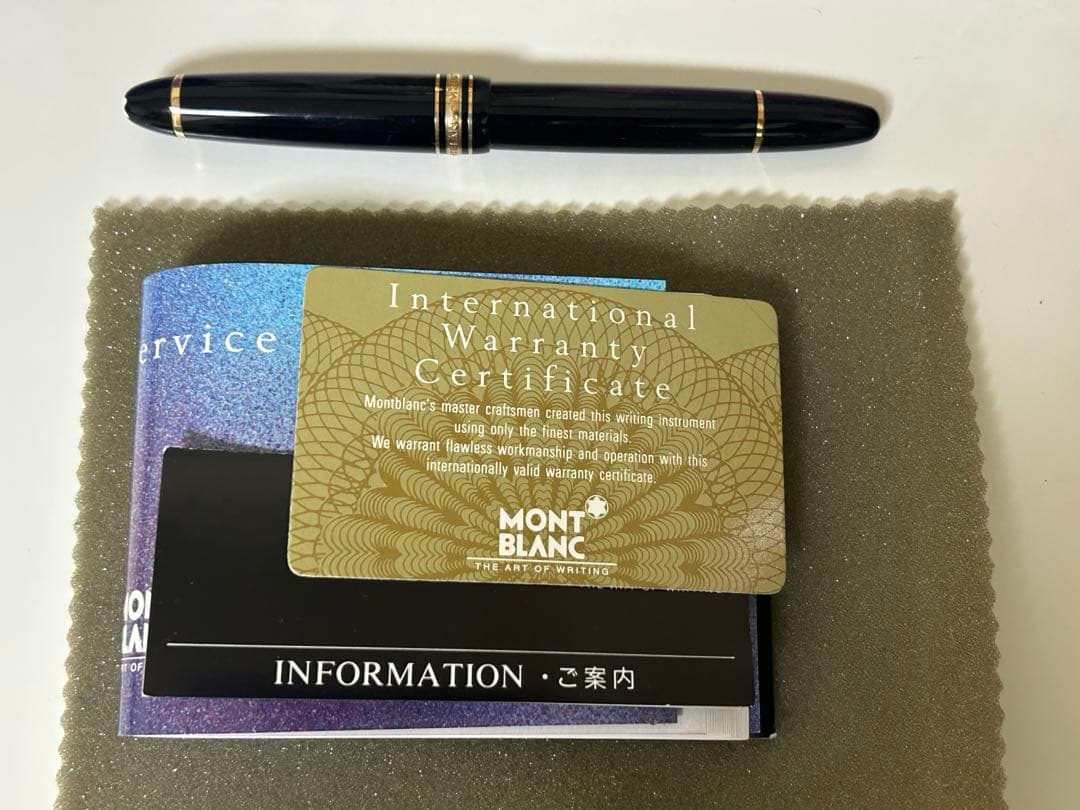 International
Warranty
Certificate
Montblanc's master craftsmen created this writing instrument
using only the finest materials.
We warrant flawless workmanship and operation with this
internationally valid warranty certificate.
MONT
BLANC
THE ART OF WRITING
ervice
INFORMATION・ご案内